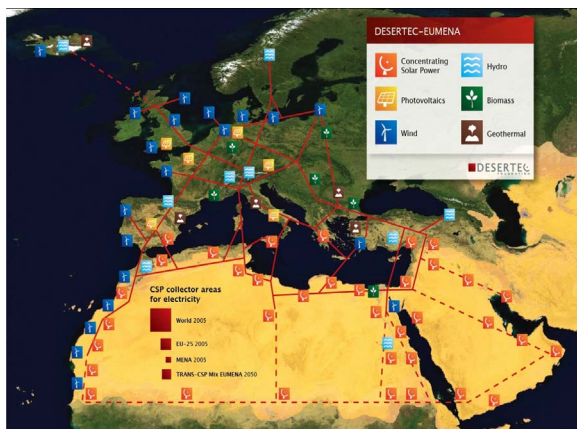 DESERTEC-EUMENA
Concentrating
Solar Power
Hydro
Photovoltaics
Biomass
Wind
Geothermal
DESERTEC
FOUNDATION
CSP collector areas
for electricity
World 2005
EU-25 2005
MENA 2005
TRANS-CSP Mix EUMENA 2050